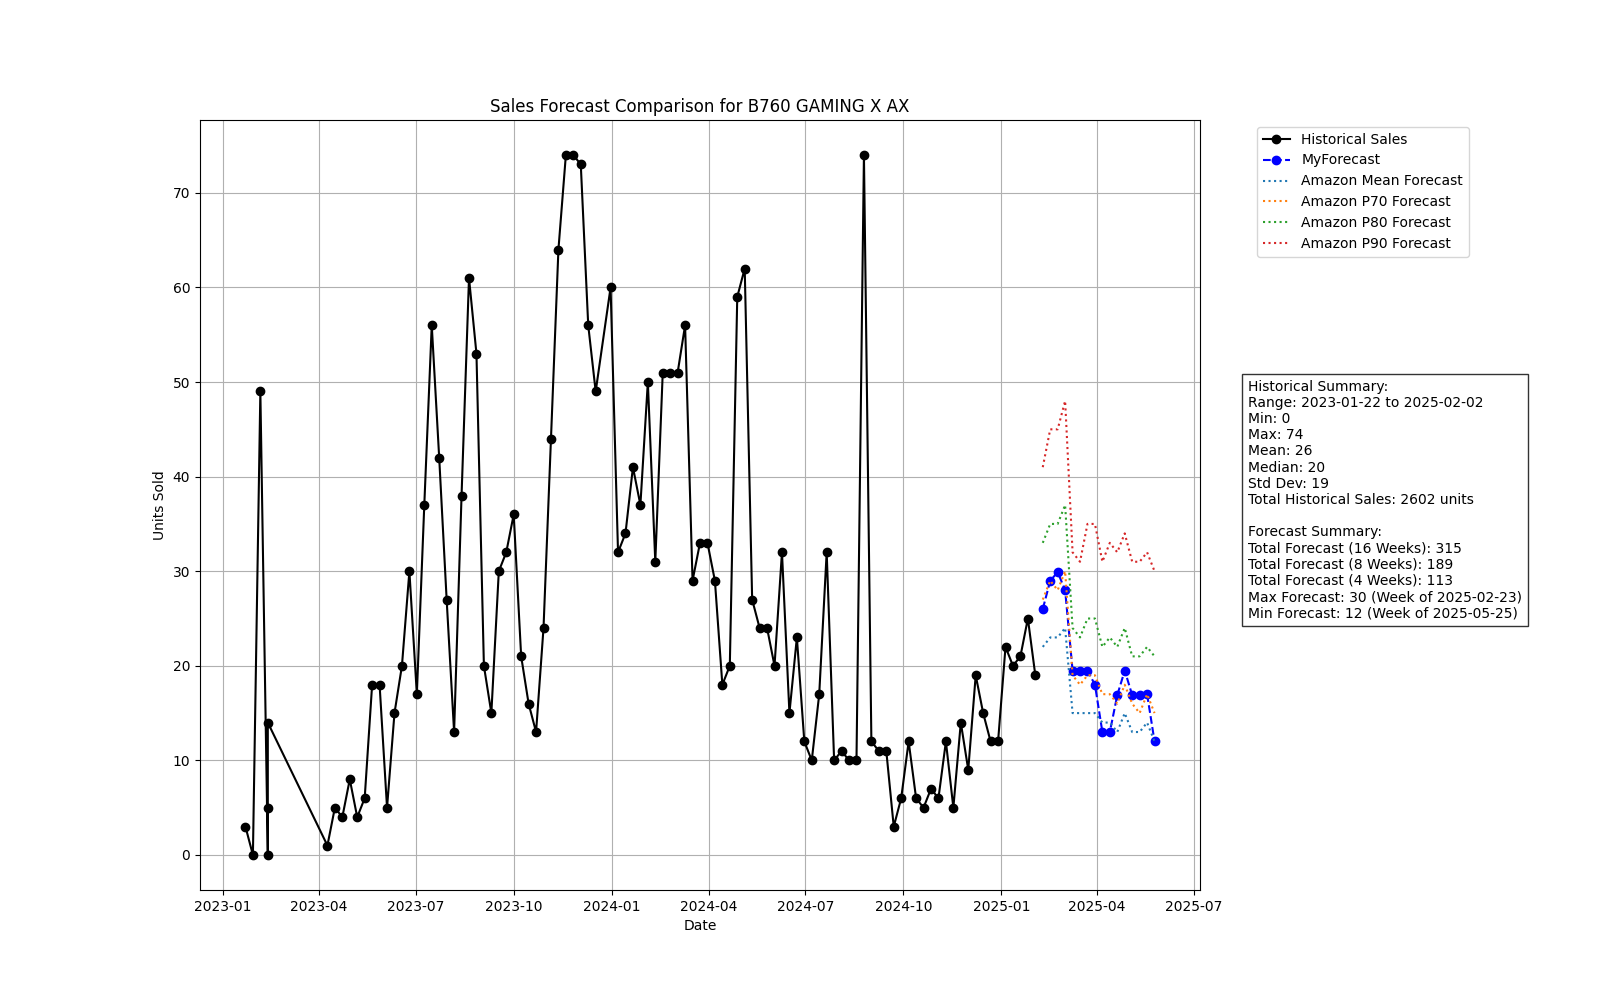 Sales Forecast Comparison for B760 GAMING X AX
Historical Sales
MyForecast
Amazon Mean Forecast
Amazon P70 Forecast
Amazon P80 Forecast
Amazon P90 Forecast
70
60
50
40
30
20
10
0
Units Sold
Historical Summary:
Range: 2023-01-22 to 2025-02-02
Min: 0
Max: 74
Mean: 26
Median: 20
Std Dev: 19
Total Historical Sales: 2602 units
Forecast Summary:
Total Forecast (16 Weeks): 315
Total Forecast (8 Weeks): 189
Total Forecast (4 Weeks): 113
Max Forecast: 30 (Week of 2025-02-23)
Min Forecast: 12 (Week of 2025-05-25)
2023-01 2023-04 2023-07 2023-10 2024-01 2024-04 2024-07 2024-10 2025-01 2025-04 2025-07
Date